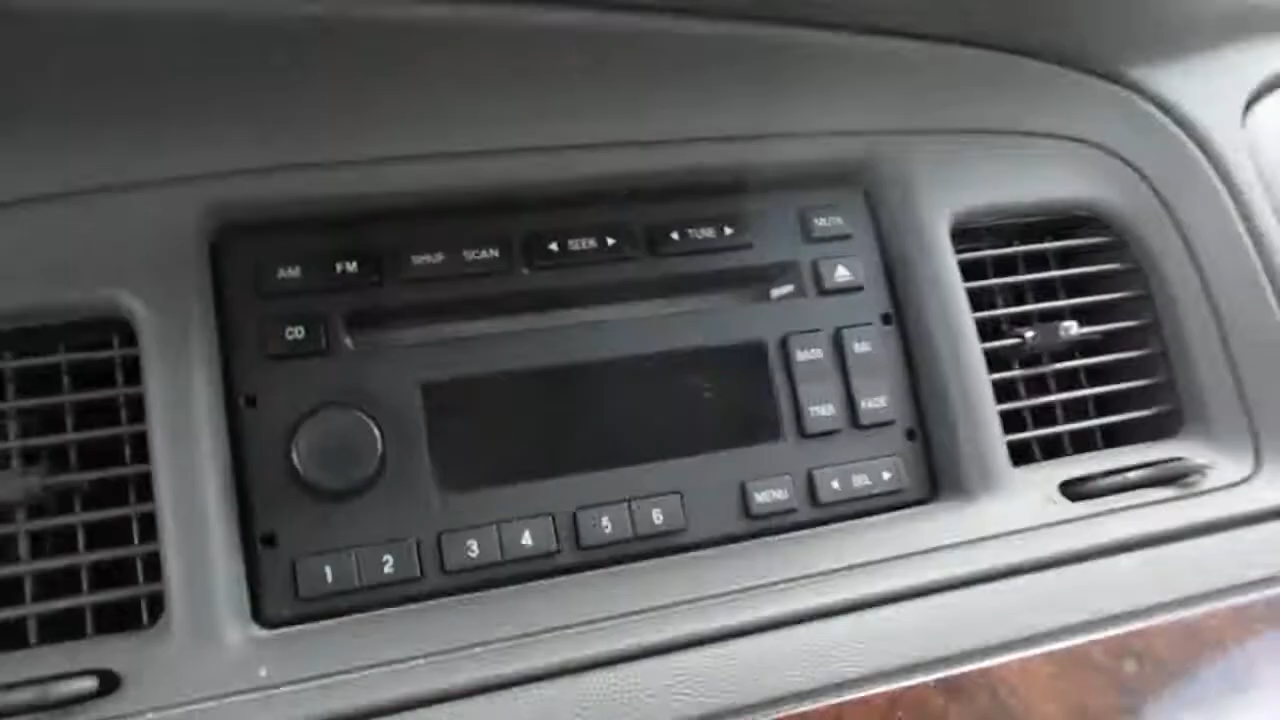 AM FM SHUF SCAN ◄ SEEK ► ◄ TUNE ► MUTE
CD
BASS BAL
TREB FADE
MENU ◄ SEL ►
1 2 3 4 5 6